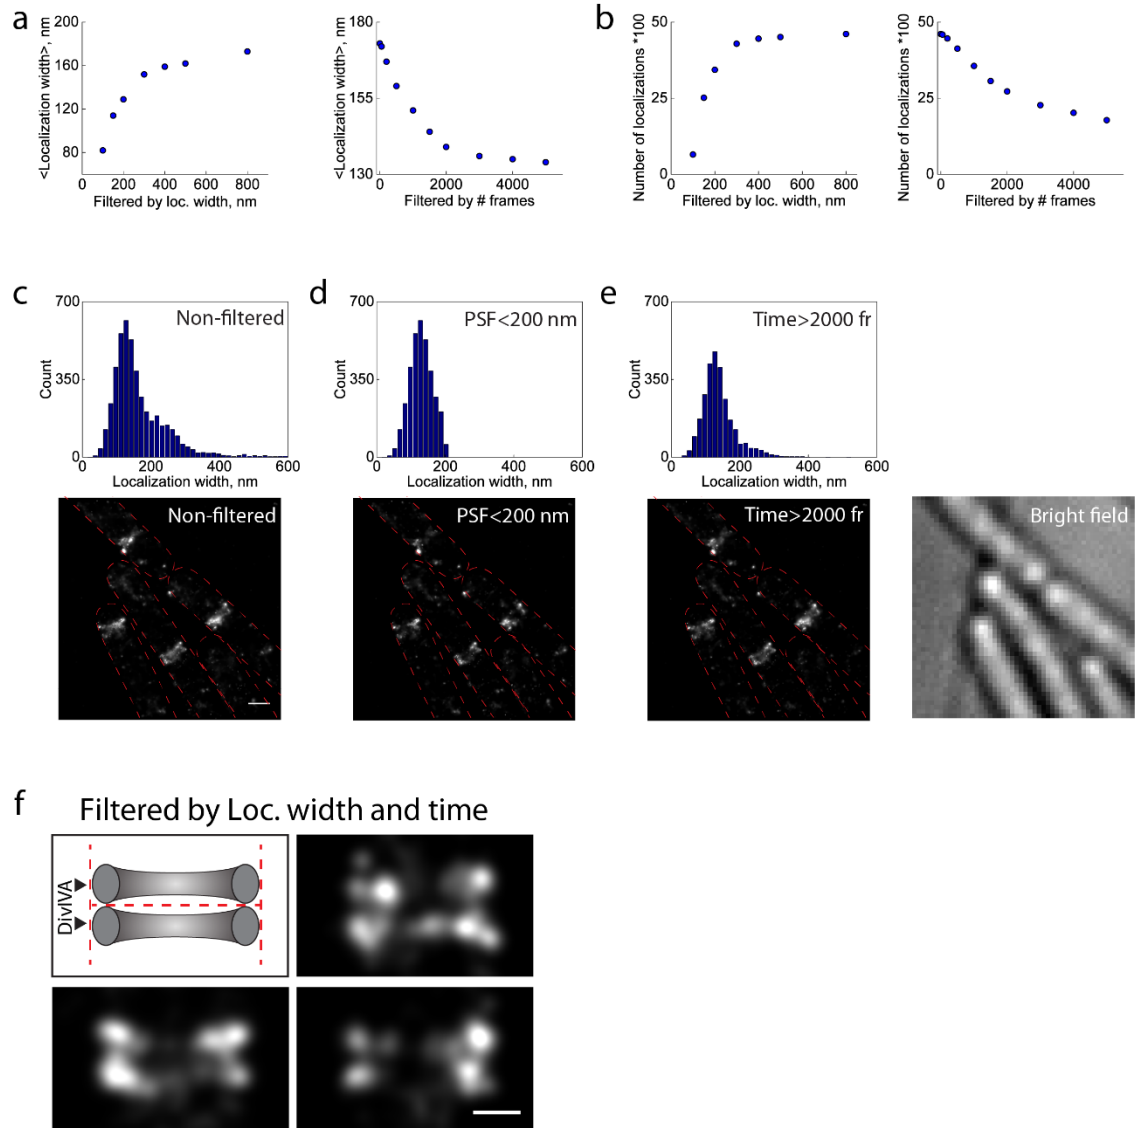 a
200
160
120
80
<Localization width>, nm
0 200 400 600 800
Filtered by loc. width, nm
180
155
130
<Localization width>, nm
0 2000 4000
Filtered by # frames
b
50
25
0
Number of localizations *100
0 200 400 600 800
Filtered by loc. width, nm
50
25
0
Number of localizations *100
0 2000 4000
Filtered by # frames
c
700
350
0
Count
Non-filtered
0 200 400 600
Localization width, nm
Non-filtered
d
700
350
0
Count
PSF<200 nm
0 200 400 600
Localization width, nm
PSF<200 nm
e
700
350
0
Count
Time>2000 fr
0 200 400 600
Localization width, nm
Time>2000 fr
Bright field
f
Filtered by Loc. width and time
DivIVA